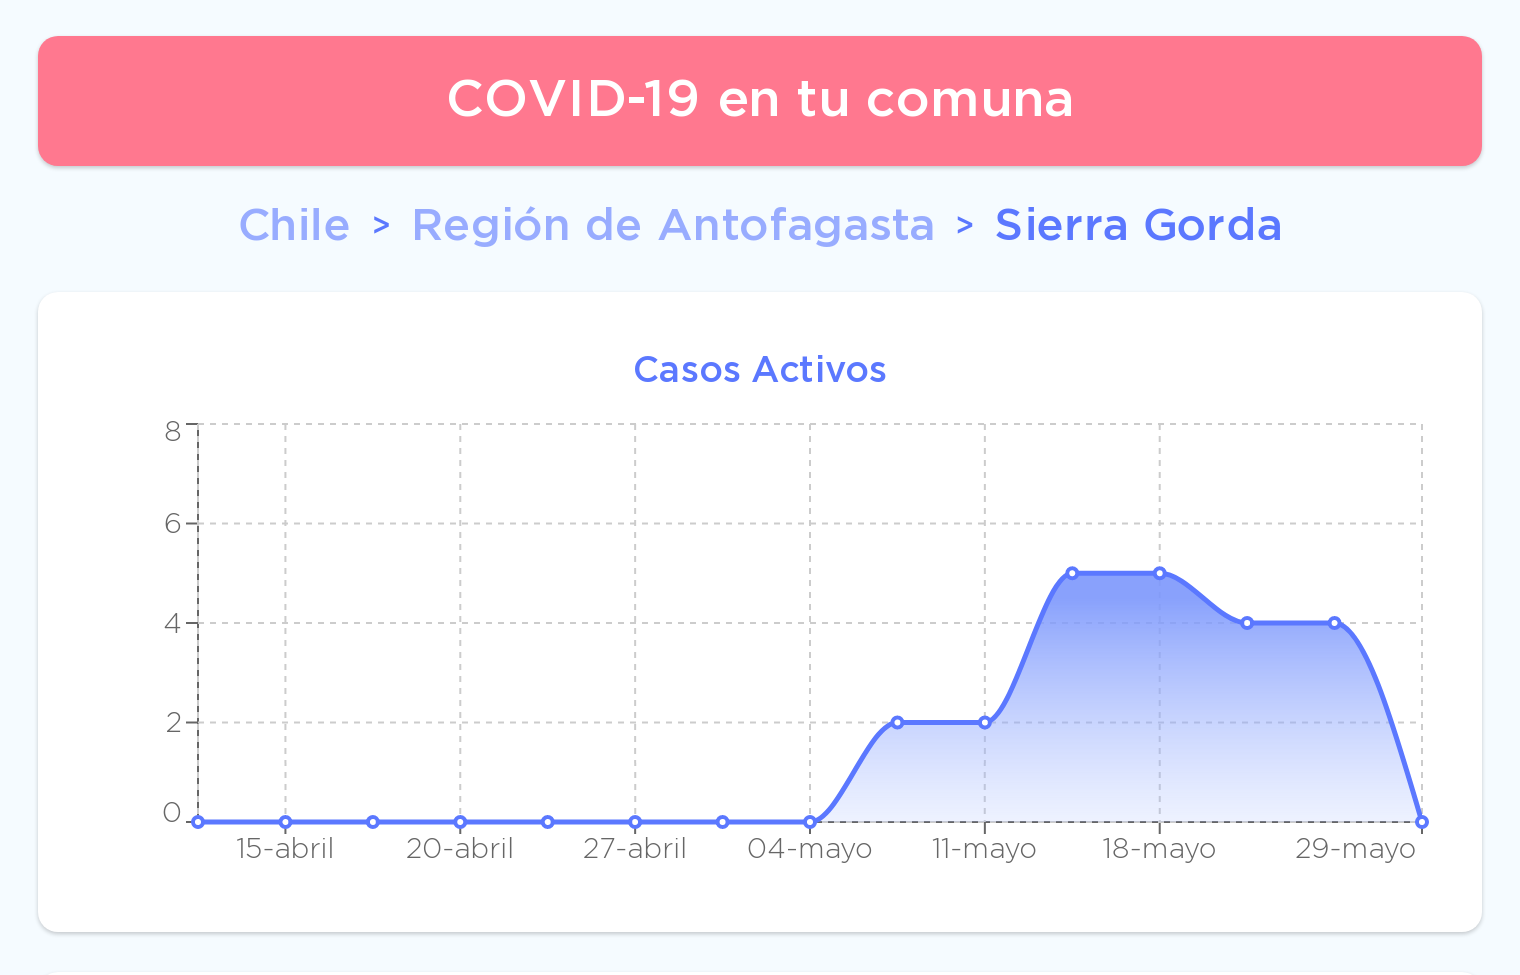 COVID-19 en tu comuna
Chile > Región de Antofagasta > Sierra Gorda
Casos Activos
8
6
4
2
0
15-abril 20-abril 27-abril 04-mayo 11-mayo 18-mayo 29-mayo